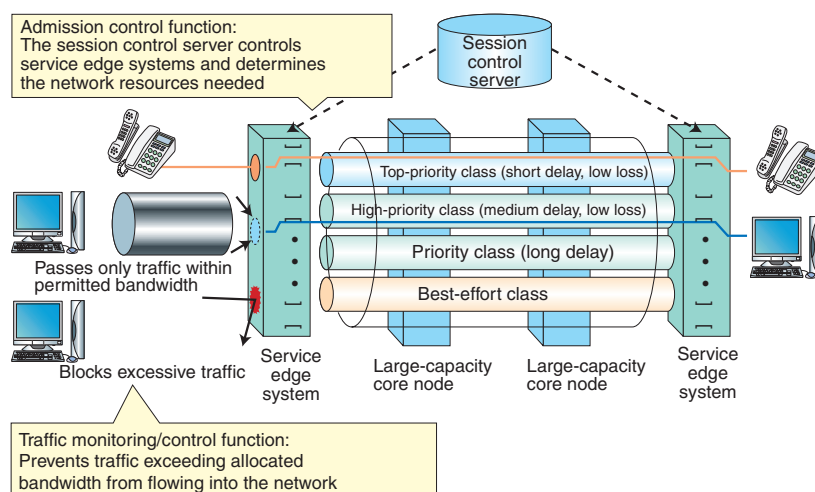 Admission control function:
The session control server controls
service edge systems and determines
the network resources needed
Session
control
server
Top-priority class (short delay, low loss)
High-priority class (medium delay, low loss)
Priority class (long delay)
Best-effort class
Passes only traffic within
permitted bandwidth
Blocks excessive traffic
Service
edge
system
Large-capacity
core node
Large-capacity
core node
Service
edge
system
Traffic monitoring/control function:
Prevents traffic exceeding allocated
bandwidth from flowing into the network